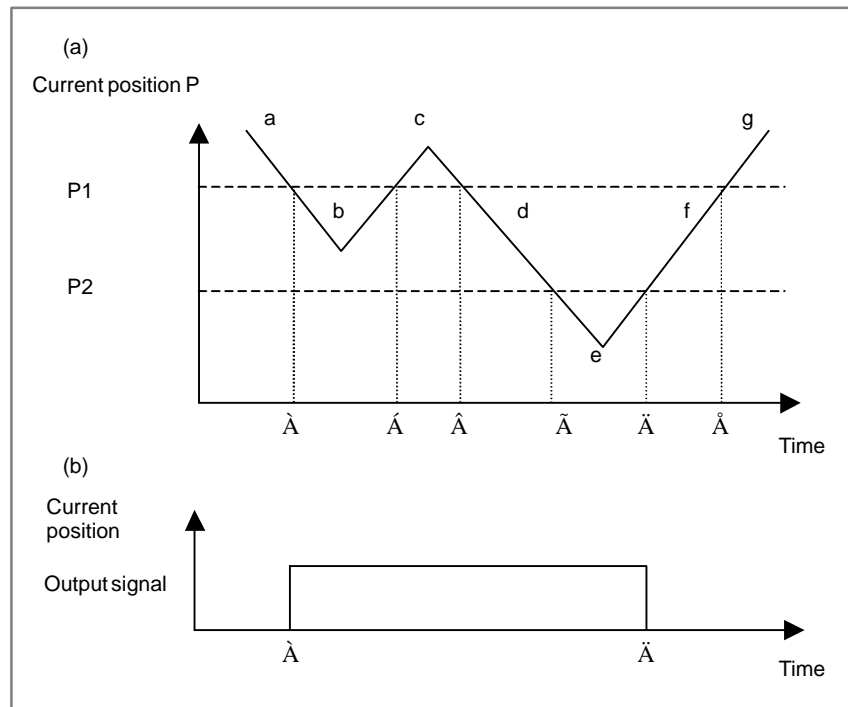 (a)
Current position P
a
c
g
P1
b
d
f
P2
e
À Á Â Ã Ä Å
Time
(b)
Current
position
Output signal
À Ä
Time